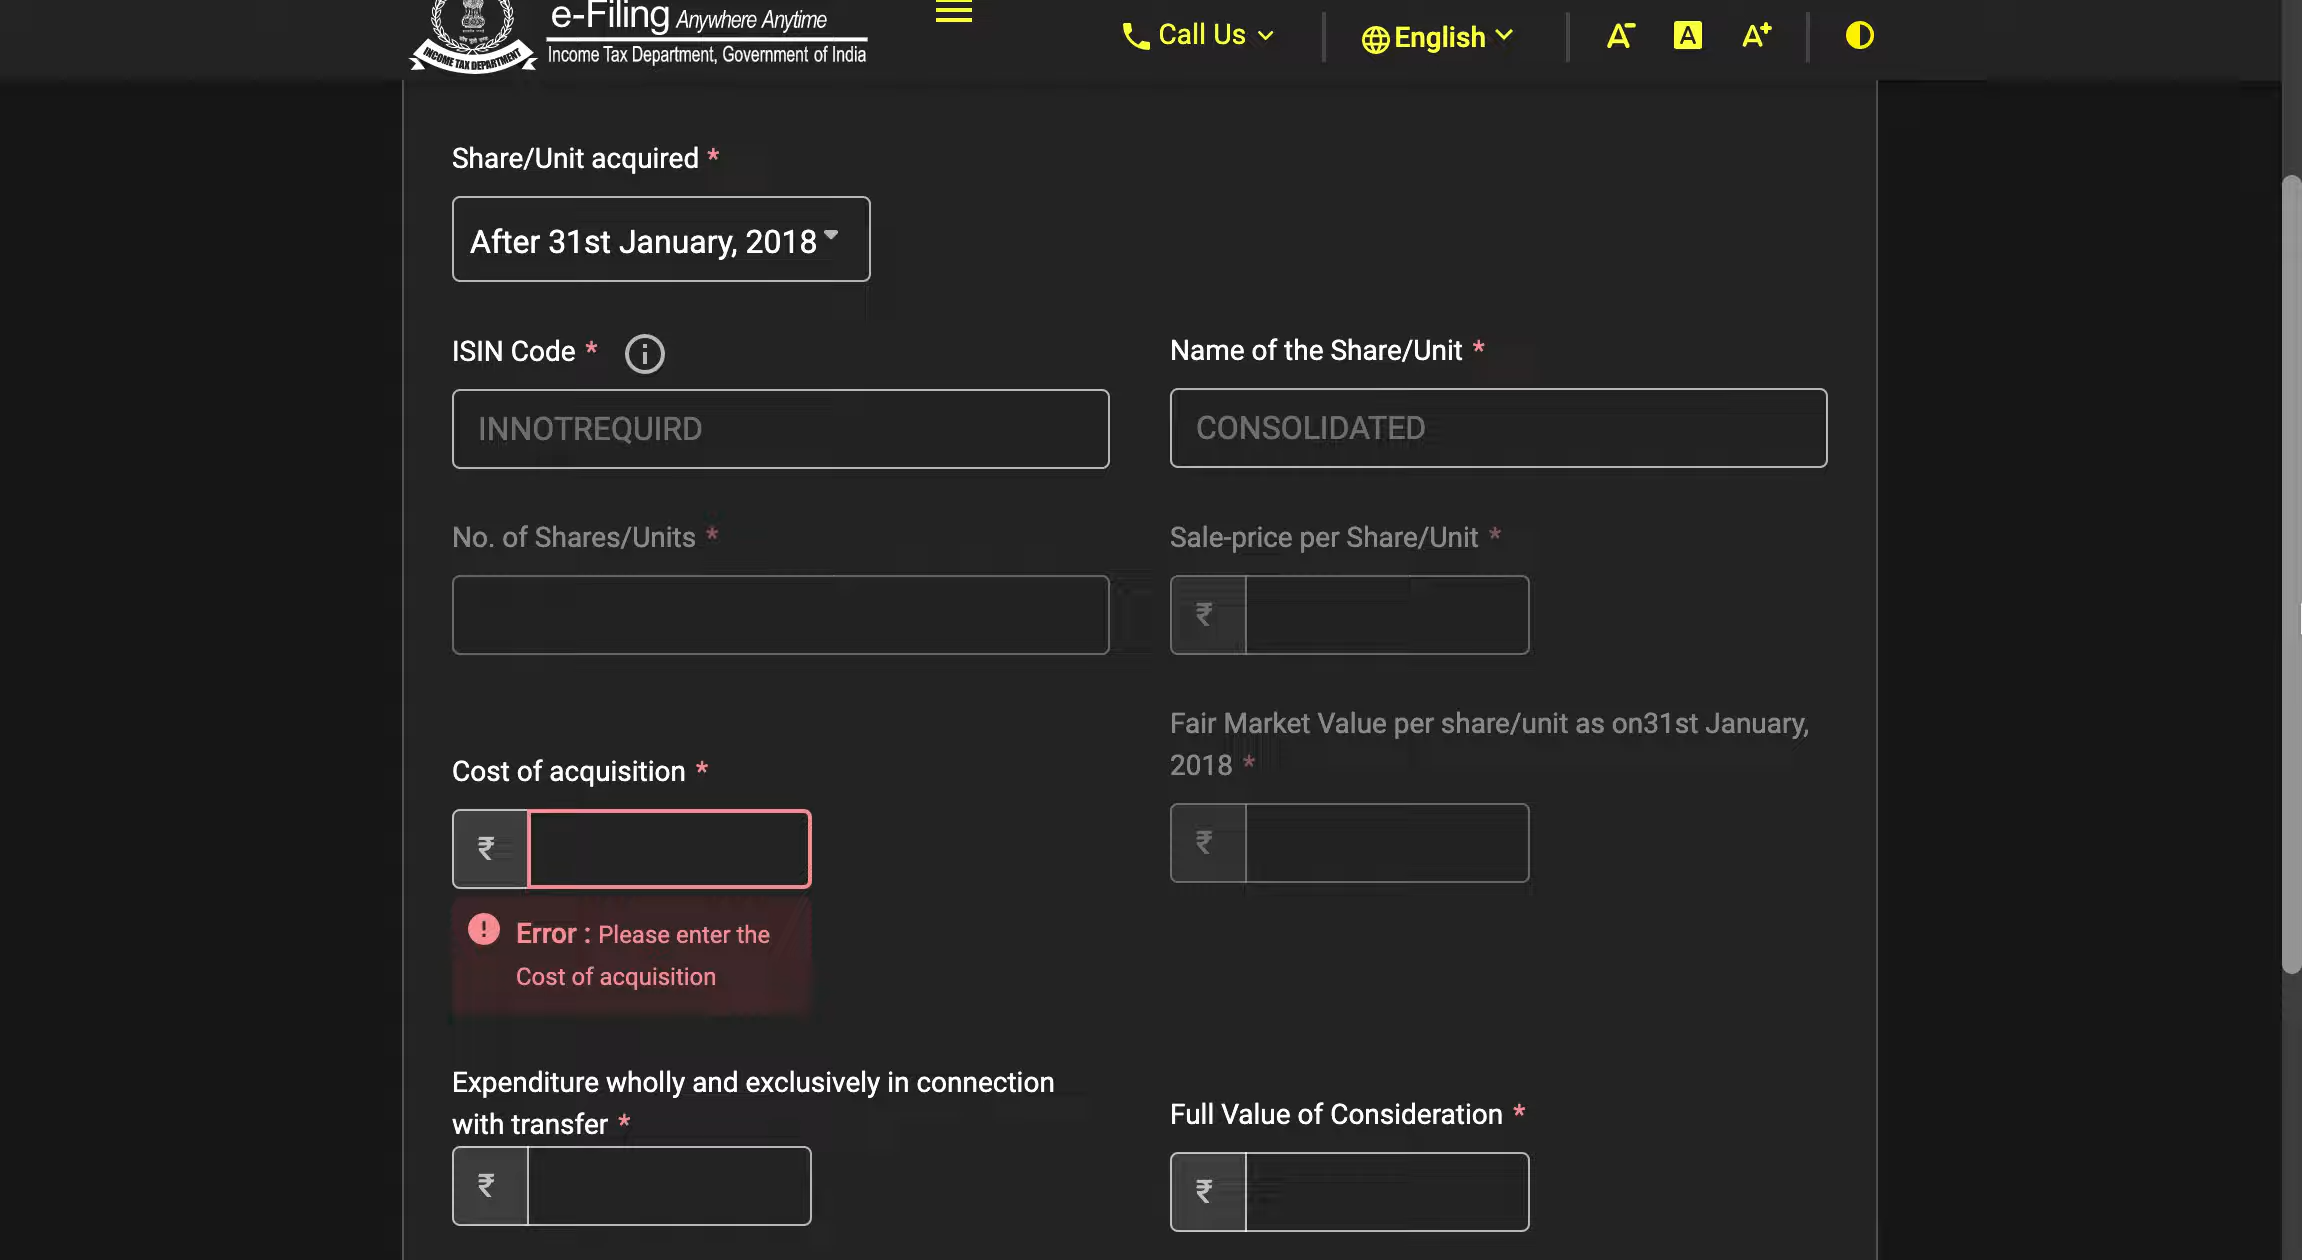 e-Filing Anywhere Anytime
Income Tax Department, Government of India
INCOME TAX DEPARTMENT
Call Us
English
A-
A
A+
Share/Unit acquired *
After 31st January, 2018
ISIN Code *
Name of the Share/Unit *
INNOTREQUIRD
CONSOLIDATED
No. of Shares/Units *
Sale-price per Share/Unit *
₹
Fair Market Value per share/unit as on31st January,
2018 *
Cost of acquisition *
₹
₹
Error : Please enter the
Cost of acquisition
Expenditure wholly and exclusively in connection
with transfer *
Full Value of Consideration *
₹
₹